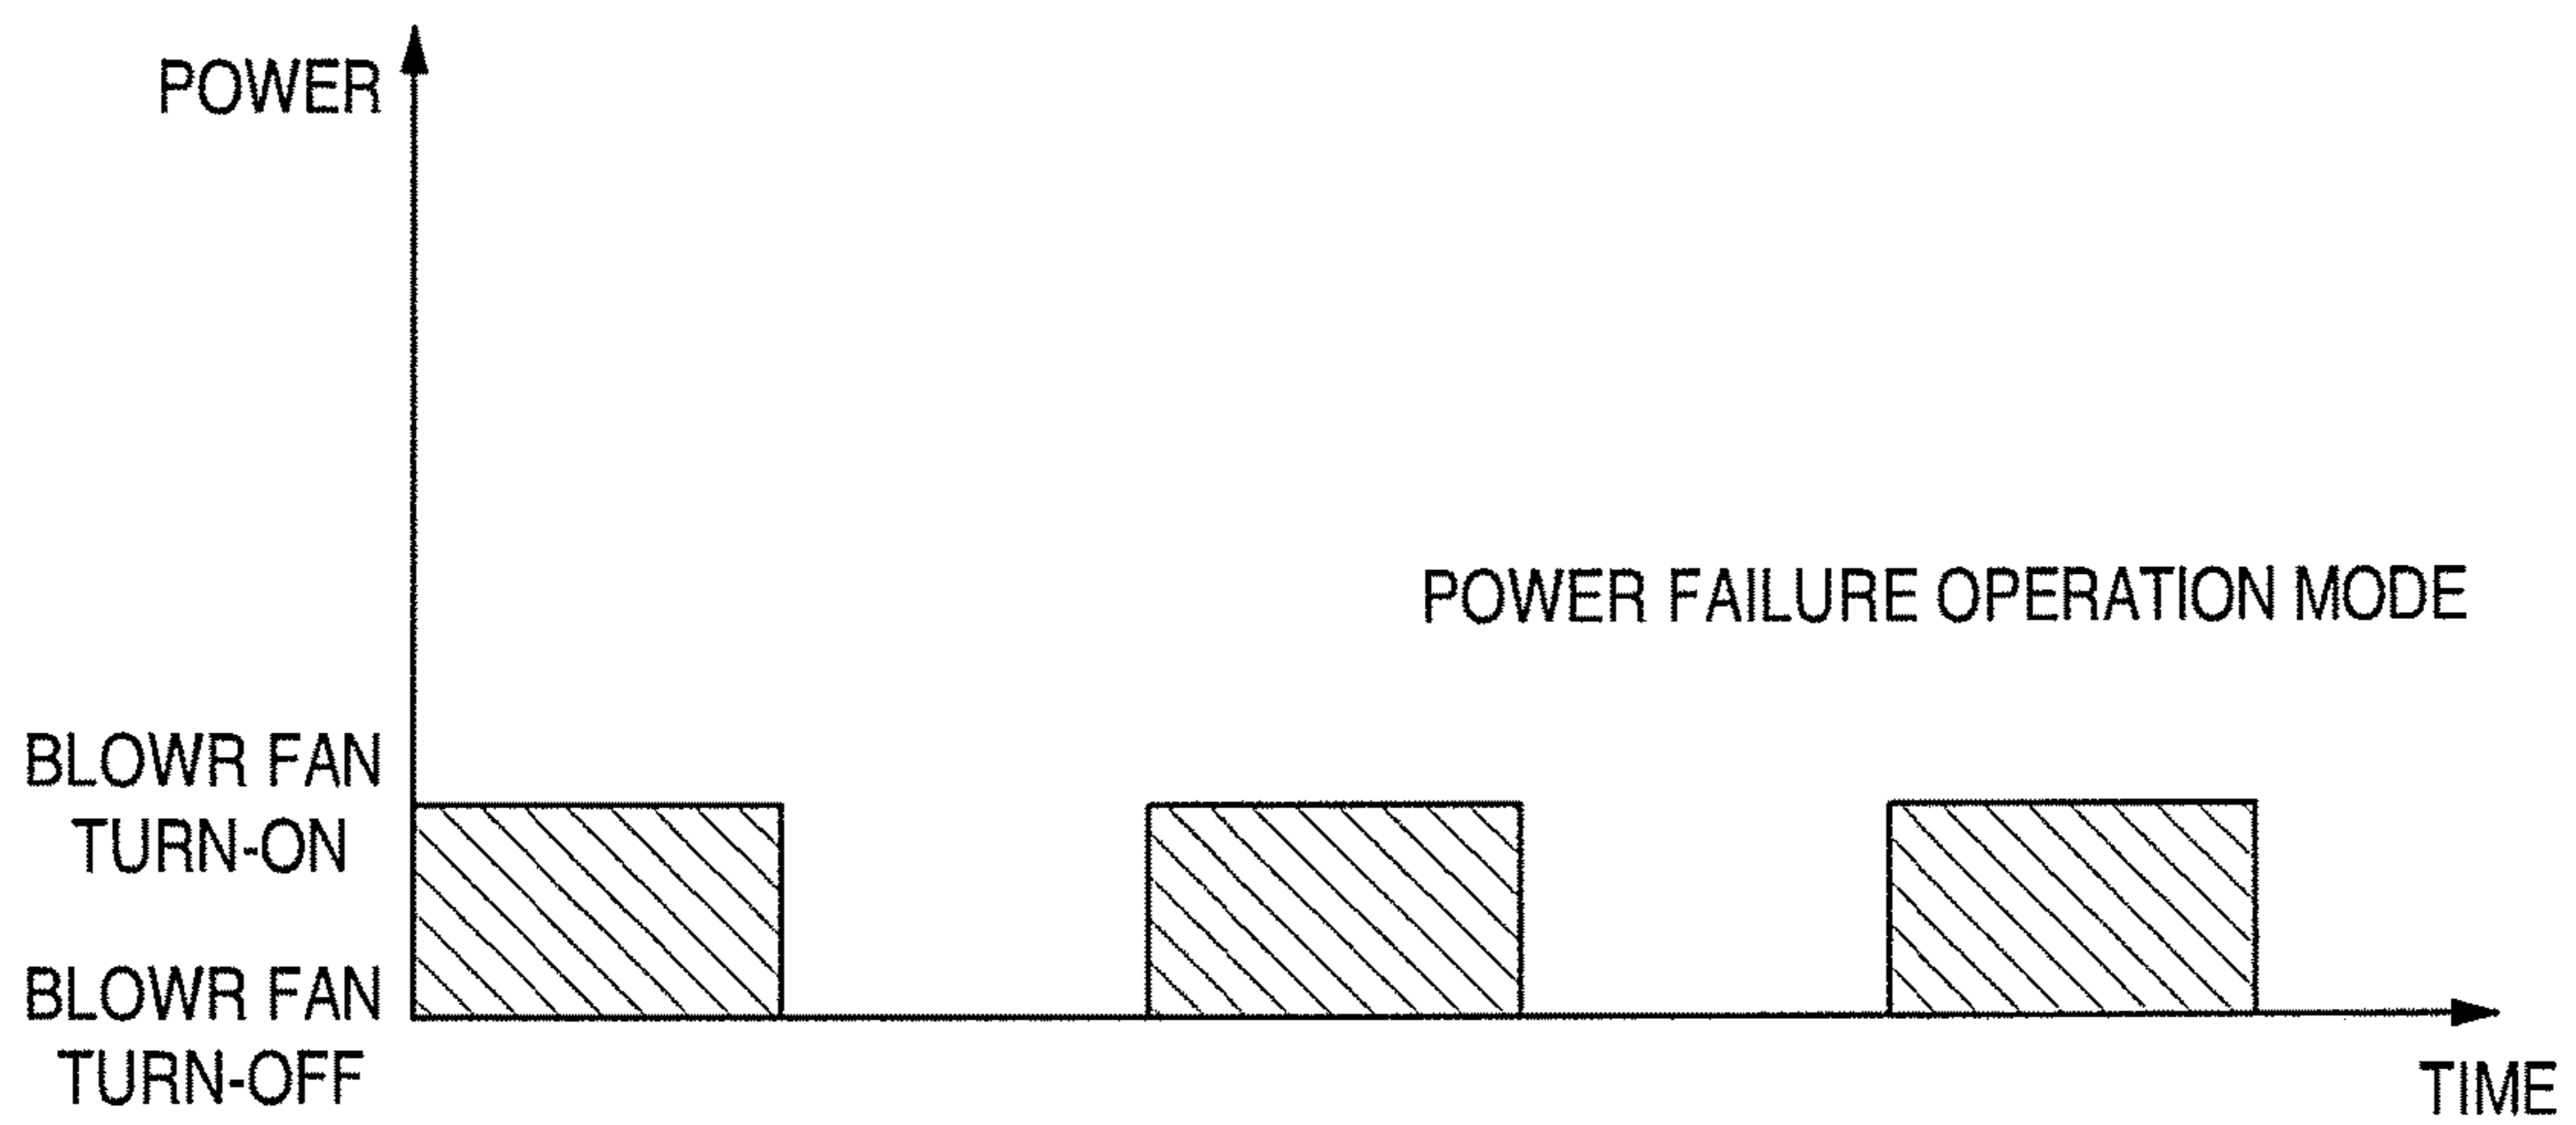 POWER
POWER FAILURE OPERATION MODE
BLOWR FAN
TURN-ON
BLOWR FAN
TURN-OFF
TIME